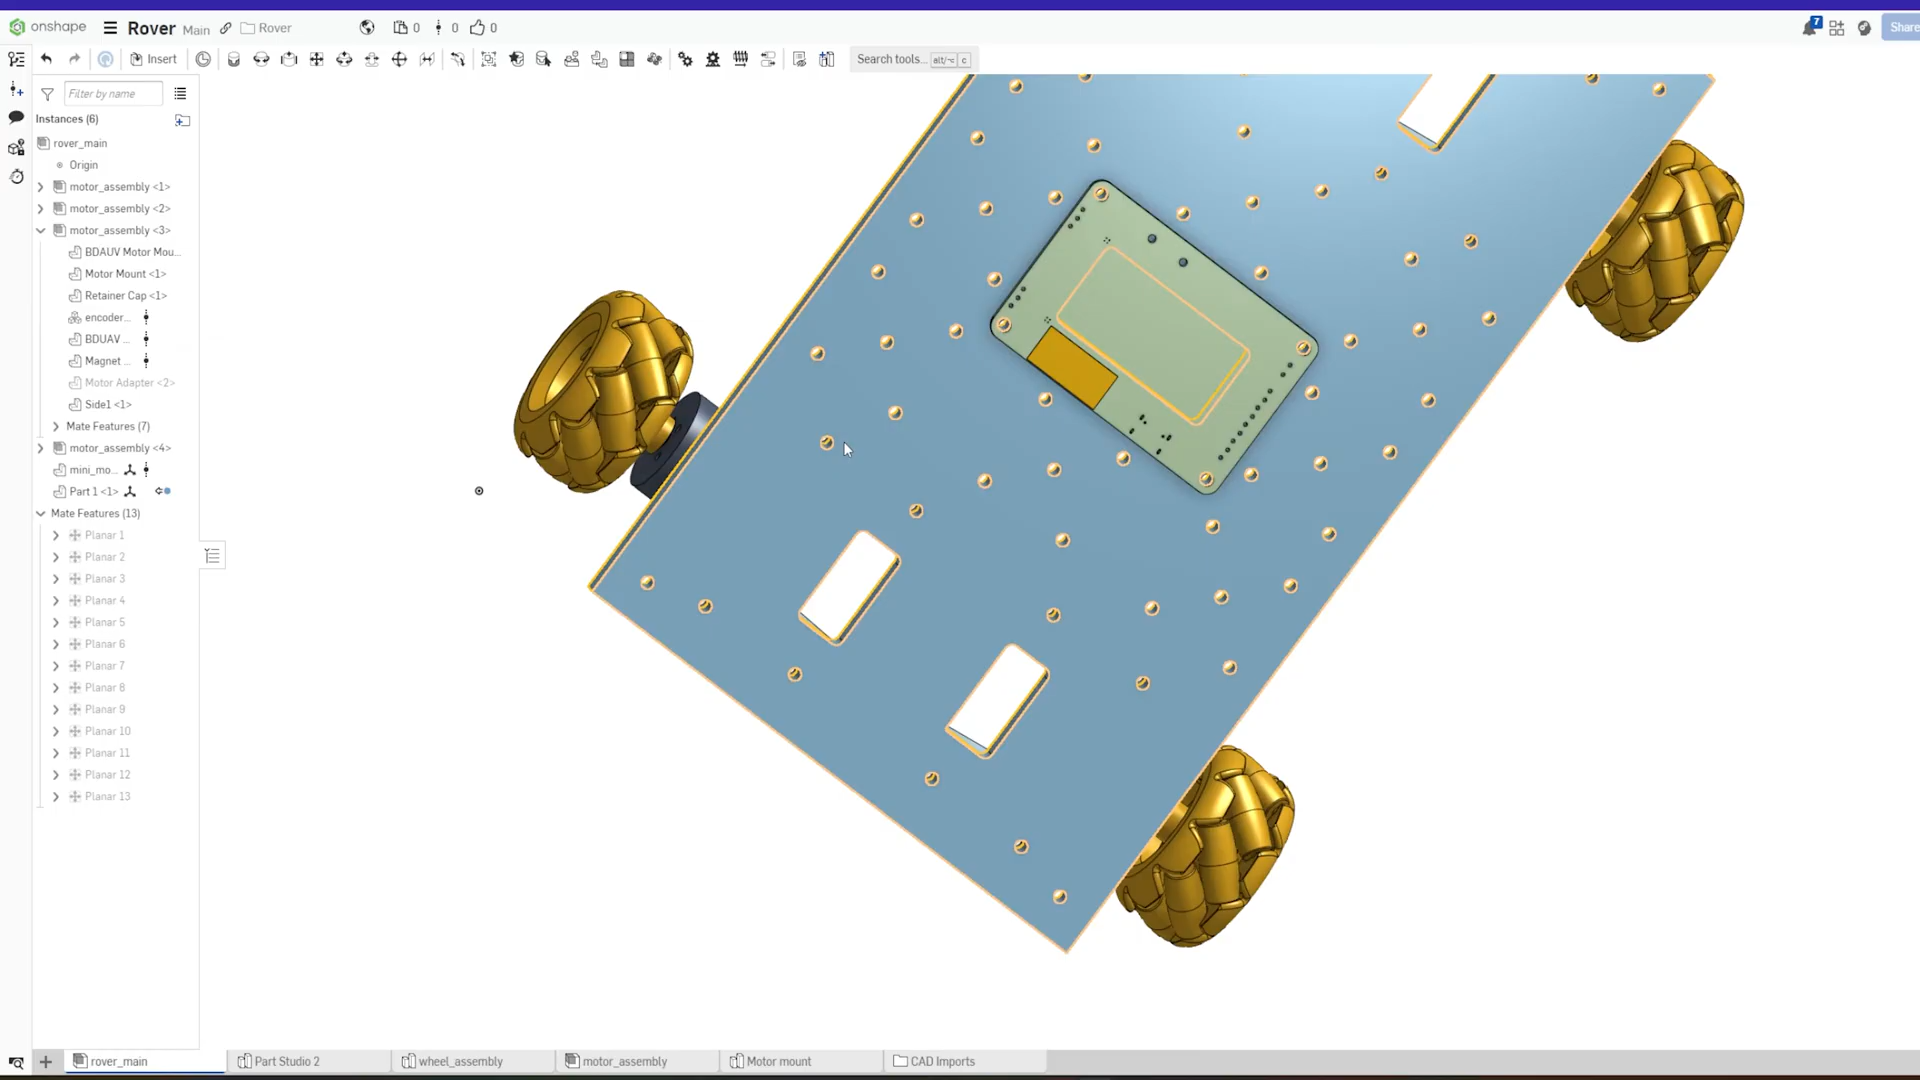 onshape
Rover Main Rover
0 0 0
7
Share
Insert
Search tools... alt/⌥ c
Filter by name
Instances (6)
rover_main
Origin
motor_assembly <1>
motor_assembly <2>
motor_assembly <3>
BDAUV Motor Mou...
Motor Mount <1>
Retainer Cap <1>
encoder...
BDUAV ...
Magnet ...
Motor Adapter <2>
Side1 <1>
Mate Features (7)
motor_assembly <4>
mini_mo...
Part 1 <1>
Mate Features (13)
Planar 1
Planar 2
Planar 3
Planar 4
Planar 5
Planar 6
Planar 7
Planar 8
Planar 9
Planar 10
Planar 11
Planar 12
Planar 13
rover_main
Part Studio 2
wheel_assembly
motor_assembly
Motor mount
CAD Imports